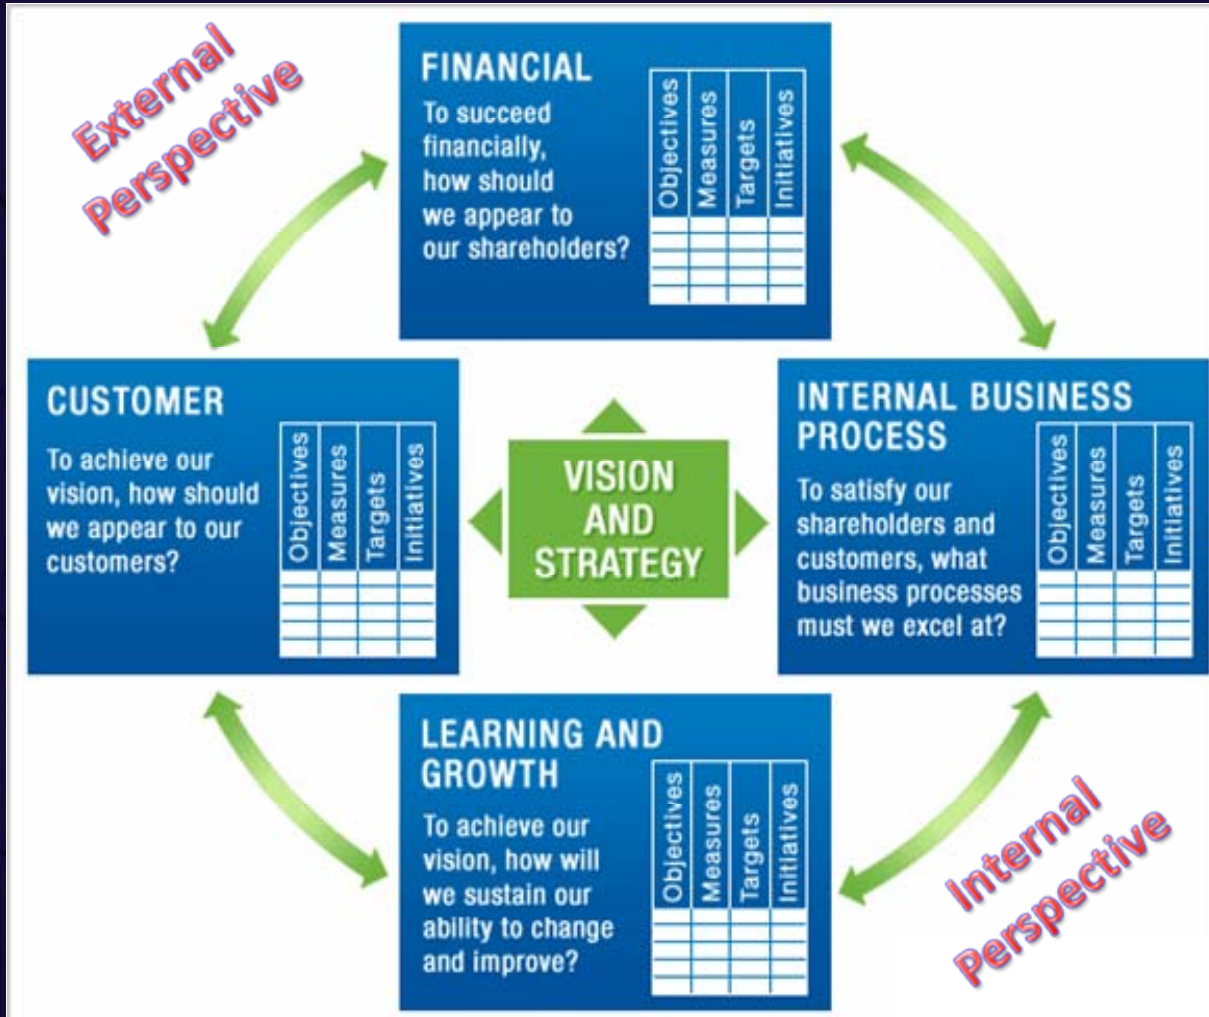 External
Perspective
FINANCIAL
To succeed
financially,
how should
we appear to
our shareholders?
Objectives
Measures
Targets
Initiatives
CUSTOMER
To achieve our
vision, how should
we appear to our
customers?
Objectives
Measures
Targets
Initiatives
VISION
AND
STRATEGY
INTERNAL BUSINESS
PROCESS
To satisfy our
shareholders and
customers, what
business processes
must we excel at?
Objectives
Measures
Targets
Initiatives
LEARNING AND
GROWTH
To achieve our
vision, how will
we sustain our
ability to change
and improve?
Objectives
Measures
Targets
Initiatives
Internal
Perspective